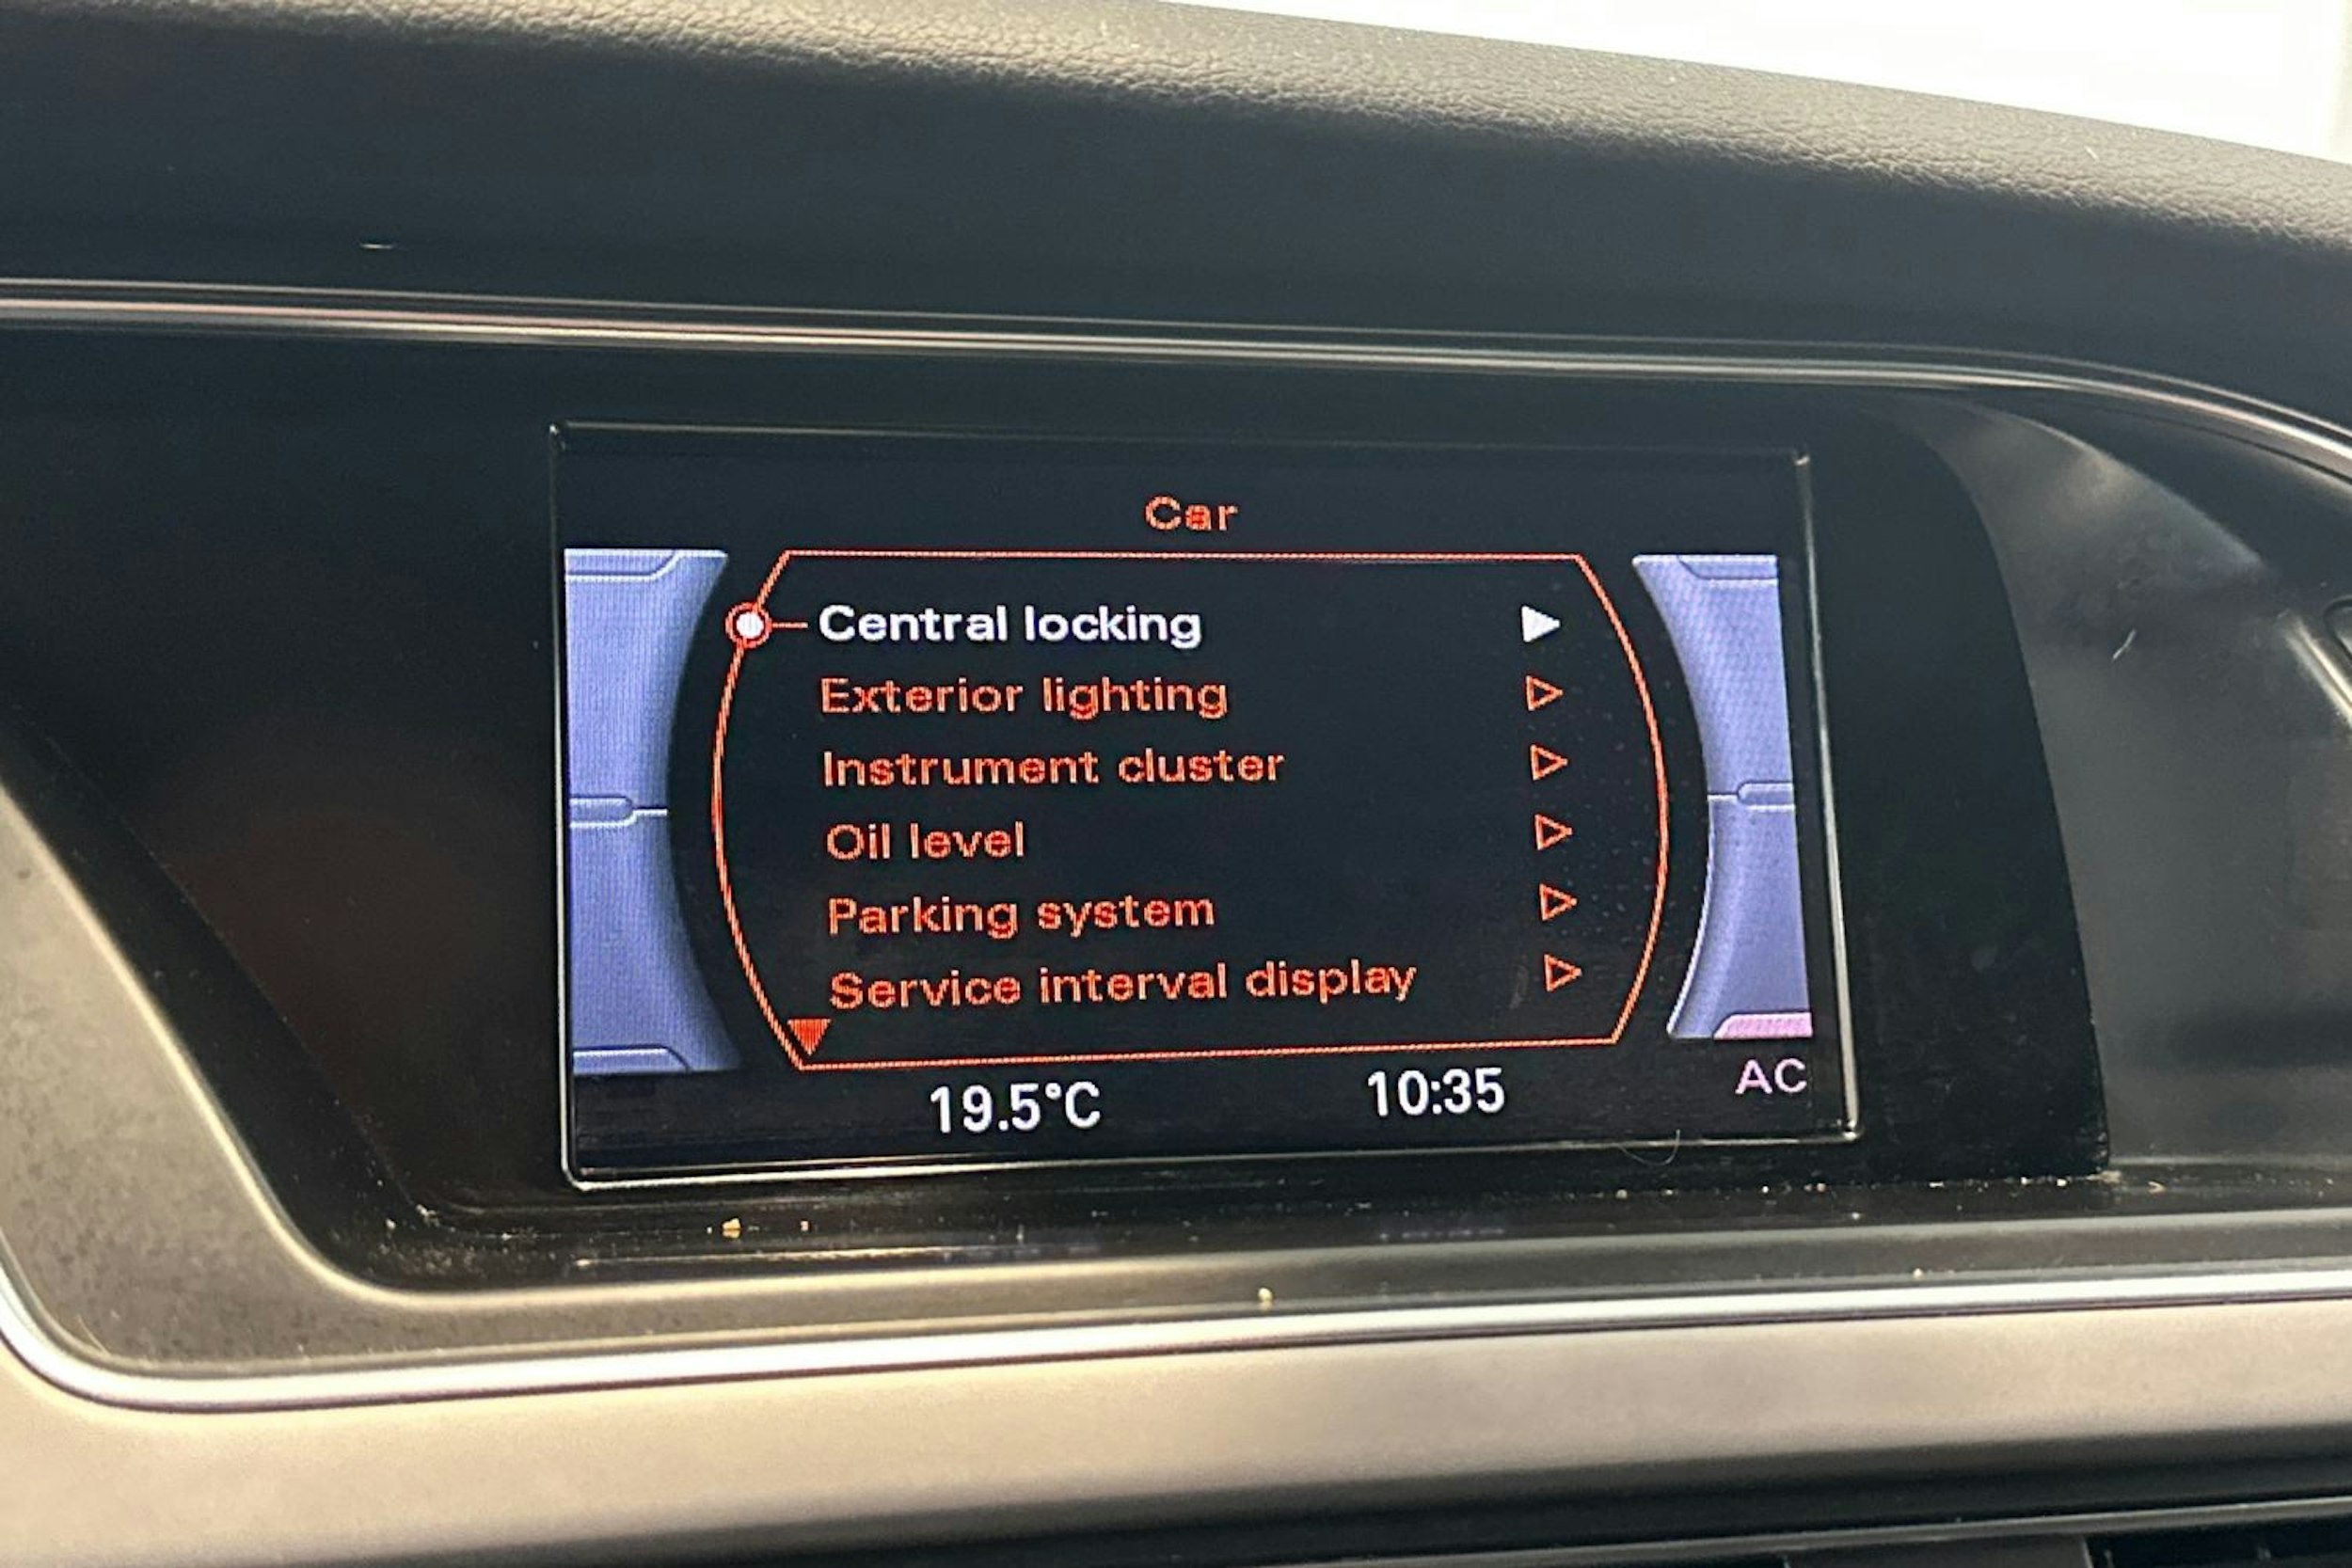 Car
Central locking
Exterior lighting
Instrument cluster
Oil level
Parking system
Service interval display
19.5°C 10:35 AC